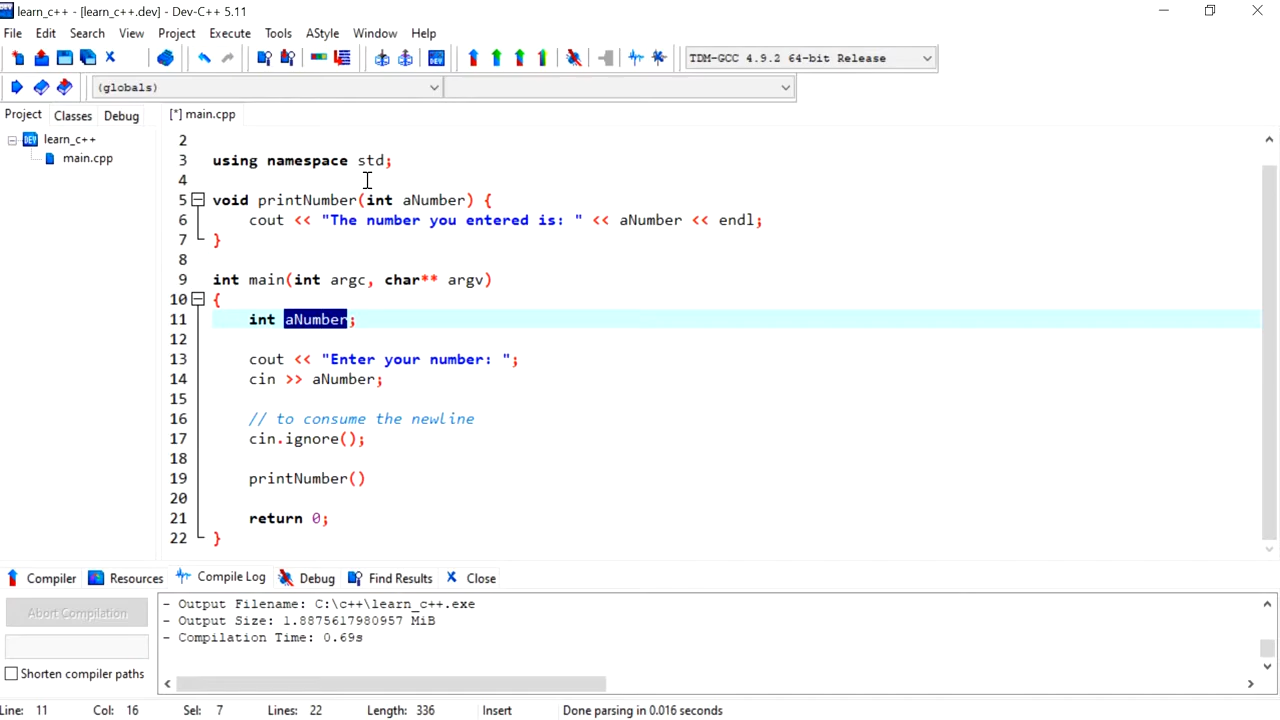 learn_c++ - [learn_c++.dev] - Dev-C++ 5.11
File Edit Search View Project Execute Tools AStyle Window Help
TDM-GCC 4.9.2 64-bit Release
(globals)
Project Classes Debug [*] main.cpp
learn_c++
main.cpp
2
3 using namespace std;
4
5 void printNumber(int aNumber) {
6 cout << "The number you entered is: " << aNumber << endl;
7 }
8
9 int main(int argc, char** argv)
10 {
11 int aNumber;
12
13 cout << "Enter your number: ";
14 cin >> aNumber;
15
16 // to consume the newline
17 cin.ignore();
18
19 printNumber()
20
21 return 0;
22 }
Compiler Resources Compile Log Debug Find Results Close
Abort Compilation
Shorten compiler paths
- Output Filename: C:\c++\learn_c++.exe
- Output Size: 1.8875617980957 MiB
- Compilation Time: 0.69s
Line: 11 Col: 16 Sel: 7 Lines: 22 Length: 336 Insert Done parsing in 0.016 seconds